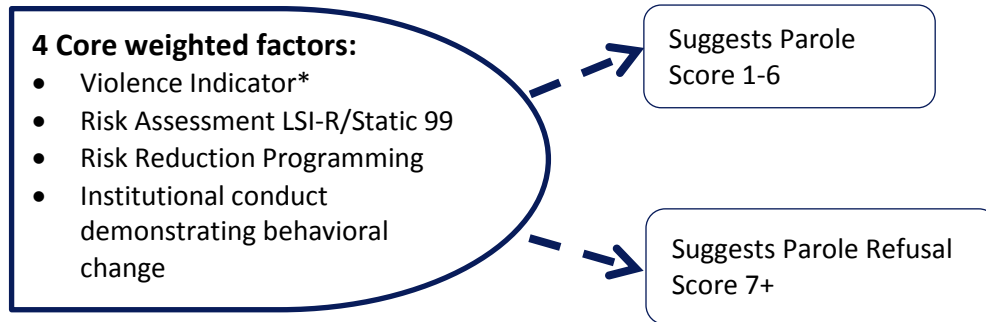 4 Core weighted factors:
• Violence Indicator*
• Risk Assessment LSI-R/Static 99
• Risk Reduction Programming
• Institutional conduct
demonstrating behavioral
change
Suggests Parole
Score 1-6
Suggests Parole Refusal
Score 7+